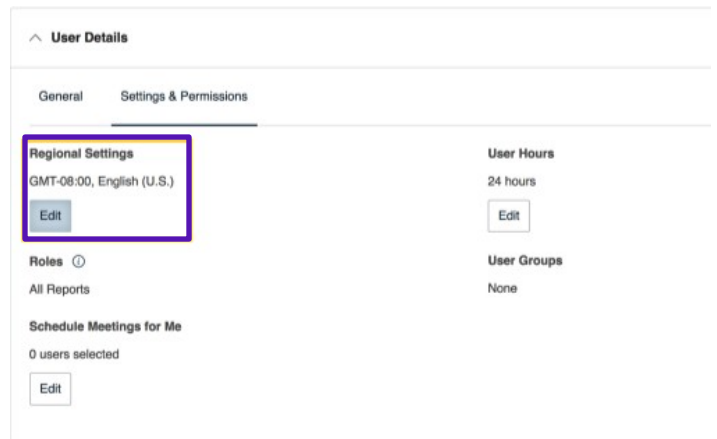 User Details
General
Settings & Permissions
Regional Settings
GMT-08:00, English (U.S.)
Edit
User Hours
24 hours
Edit
Roles
All Reports
User Groups
None
Schedule Meetings for Me
0 users selected
Edit